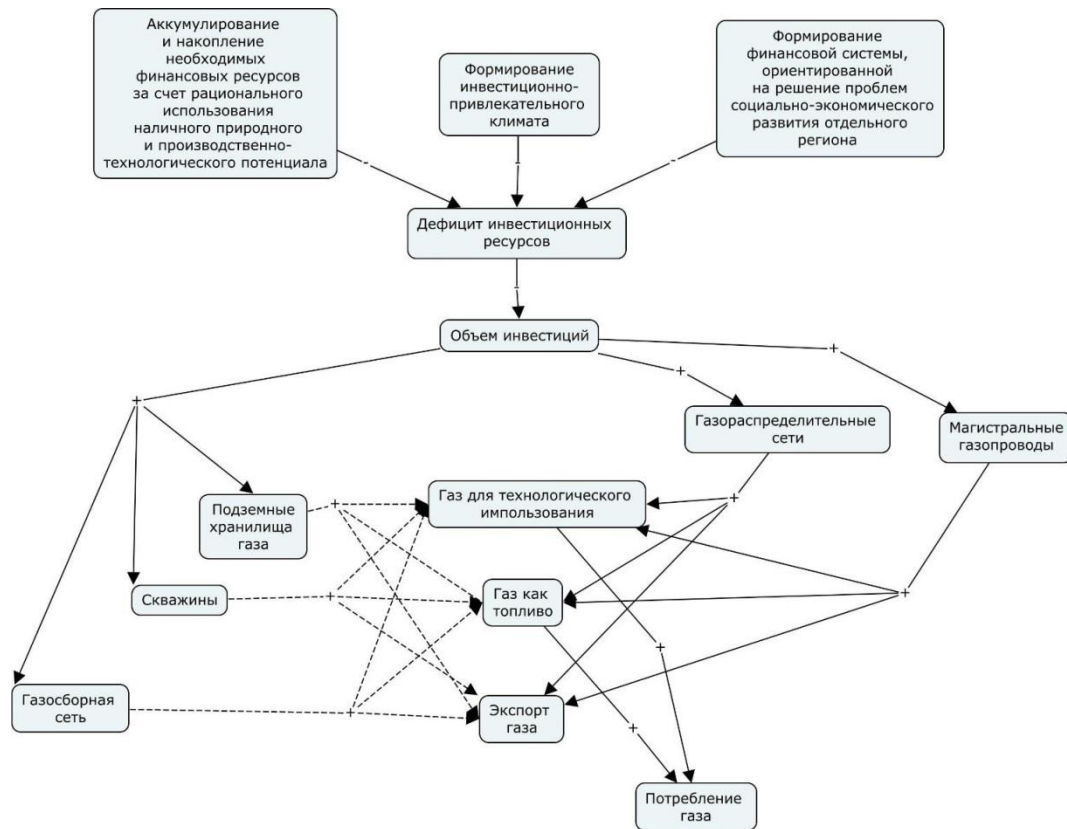 Аккумулирование
и накопление
необходимых
финансовых ресурсов
за счет рационального
использования
наличного природного
и производственно-
технологического потенциала
Формирование
инвестиционно-
привлекательного
климата
Формирование
финансовой системы,
ориентированной
на решение проблем
социально-экономического
развития отдельного
региона
-
-
-
Дефицит инвестиционных
ресурсов
-
Объем инвестиций
+
+
+
Газораспределительные
сети
Магистральные
газопроводы
Подземные
хранилища
газа
+
Газ для технологического
импользования
+
Скважины
+
Газ как
топливо
+
+
Газосборная
сеть
+
Экспорт
газа
+
Потребление
газа